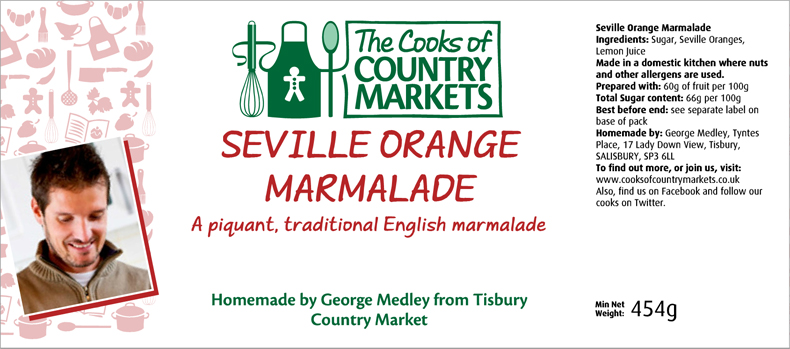 The Cooks of
COUNTRY
MARKETS
SEVILLE ORANGE
MARMALADE
A piquant, traditional English marmalade
Homemade by George Medley from Tisbury
Country Market
Seville Orange Marmalade
Ingredients: Sugar, Seville Oranges,
Lemon Juice
Made in a domestic kitchen where nuts
and other allergens are used.
Prepared with: 60g of fruit per 100g
Total Sugar content: 66g per 100g
Best before end: see separate label on
base of pack
Homemade by: George Medley, Tyntes
Place, 17 Lady Down View, Tisbury,
SALISBURY, SP3 6LL
To find out more, or join us, visit:
www.cooksofcountrymarkets.co.uk
Also, find us on Facebook and follow our
cooks on Twitter.
Min Net
Weight: 454g